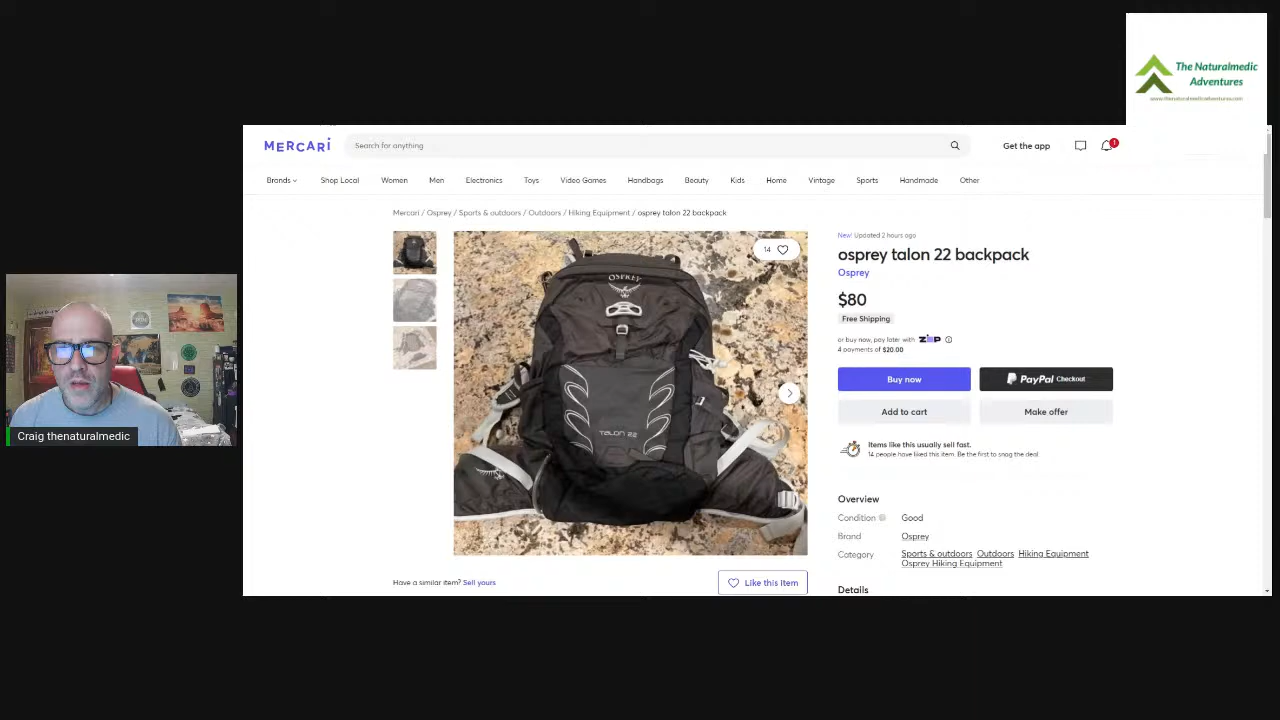 The Naturalmedic
Adventures
www.thenaturalmedicadventures.com
MERCARI
Search for anything
Get the app
1
Brands
Shop Local
Women
Men
Electronics
Toys
Video Games
Handbags
Beauty
Kids
Home
Vintage
Sports
Handmade
Other
Mercari / Osprey / Sports & outdoors / Outdoors / Hiking Equipment / osprey talon 22 backpack
14
OSPREY
TALON 22
New! Updated 2 hours ago
osprey talon 22 backpack
Osprey
$80
Free Shipping
or buy now, pay later with ZIP
4 payments of $20.00
Buy now
PayPal Checkout
Add to cart
Make offer
Items like this usually sell fast.
14 people have liked this item. Be the first to snag the deal.
Overview
Condition Good
Brand Osprey
Category Sports & outdoors Outdoors Hiking Equipment
Osprey Hiking Equipment
Details
Have a similar item? Sell yours
Like this Item
Craig thenaturalmedic